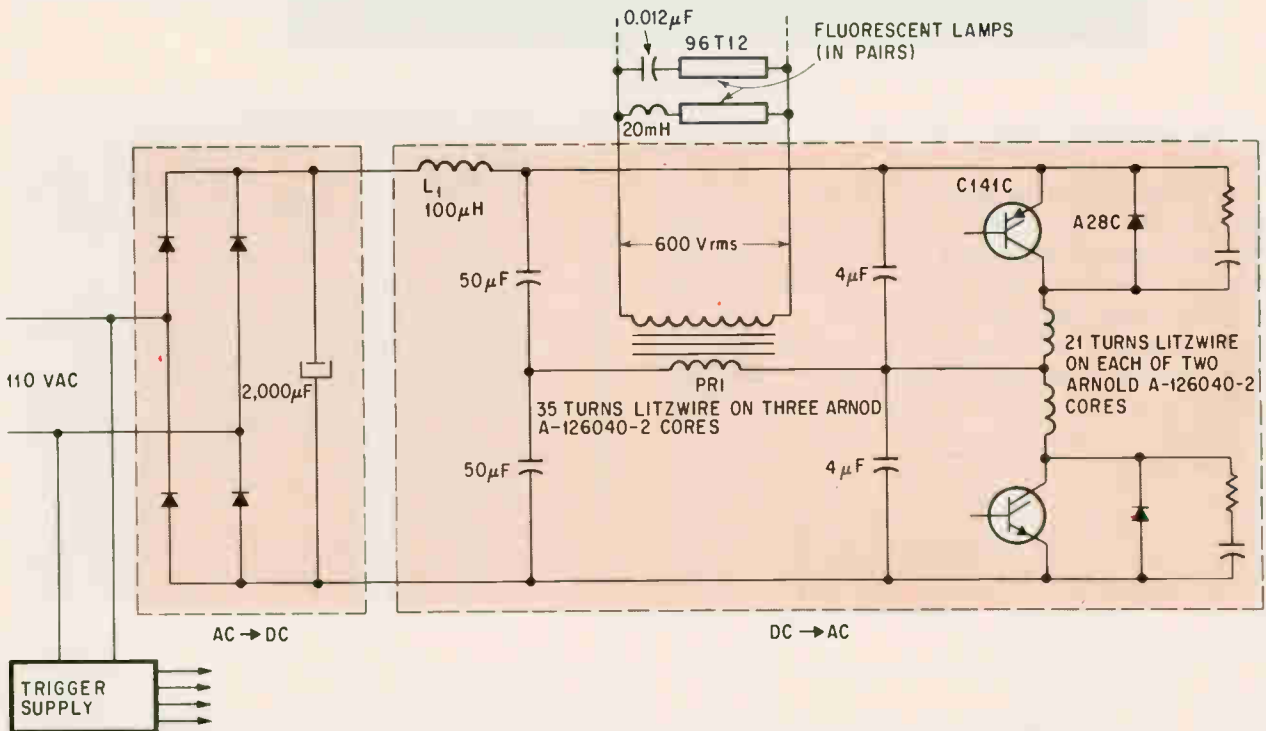 0.012μF
96T12
FLUORESCENT LAMPS
(IN PAIRS)
20mH
L1
100μH
600 V rms
C141C
A28C
50μF
4μF
110 VAC
2,000μF
PRI
35 TURNS LITZWIRE ON THREE ARNOD
A-126040-2 CORES
21 TURNS LITZWIRE
ON EACH OF TWO
ARNOLD A-126040-2
CORES
50μF
4μF
AC → DC
DC → AC
TRIGGER
SUPPLY